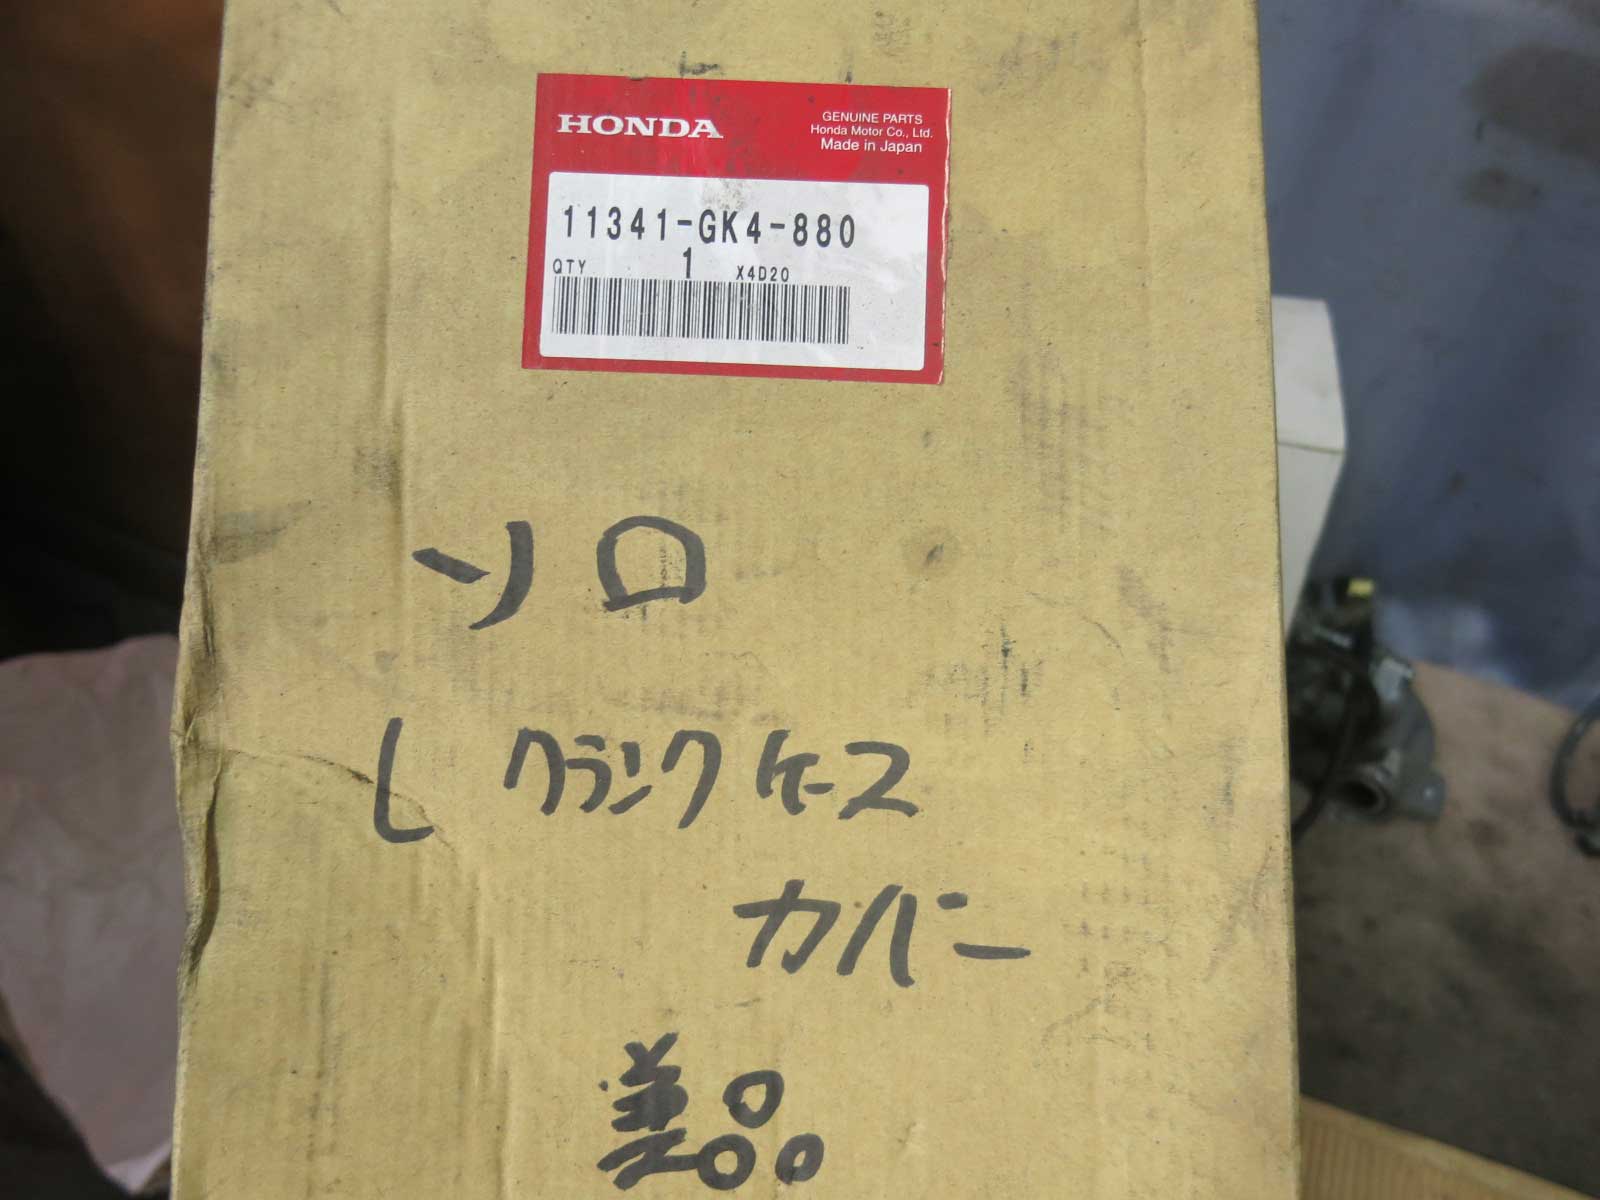 HONDA
GENUINE PARTS
Honda Motor Co., Ltd.
Made in Japan
11341-GK4-880
QTY 1 X4D20
ソロ
L クランクケース
カバー
美品